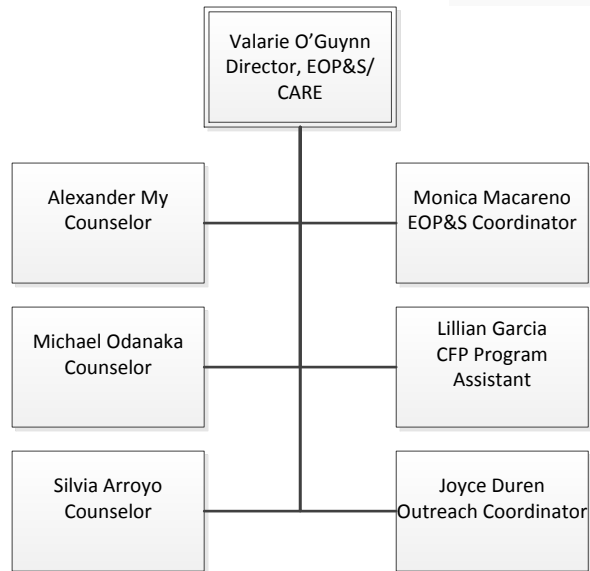 Valarie O’Guynn
Director, EOP&S/
CARE
Alexander My
Counselor
Monica Macareno
EOP&S Coordinator
Michael Odanaka
Counselor
Lillian Garcia
CFP Program
Assistant
Silvia Arroyo
Counselor
Joyce Duren
Outreach Coordinator